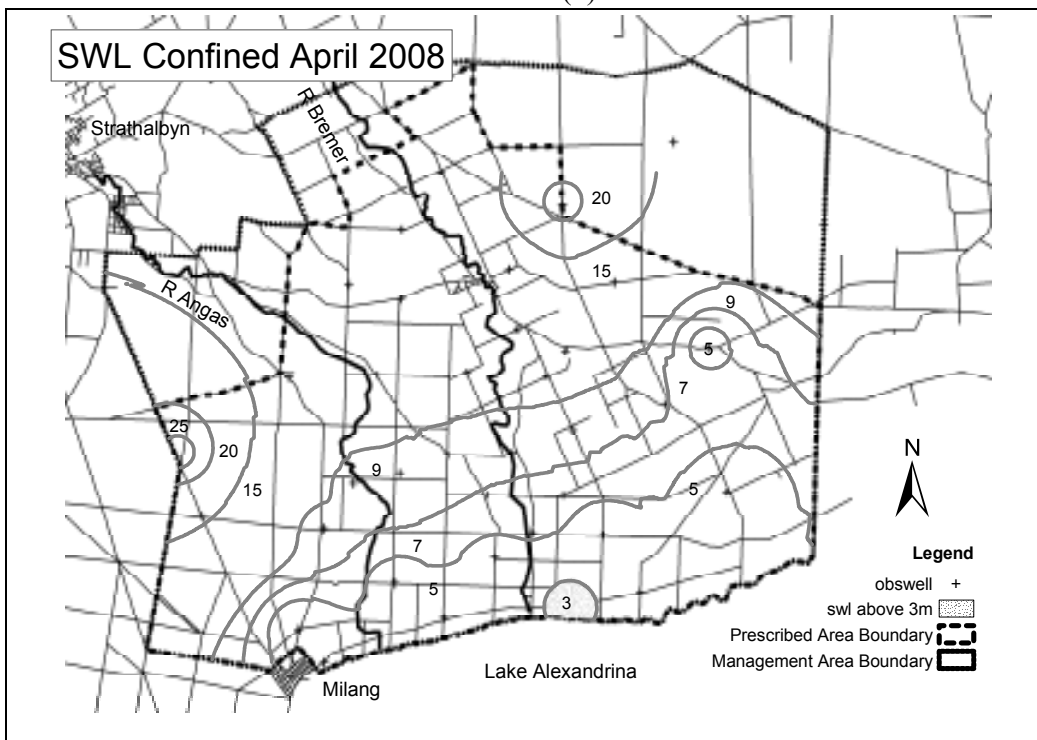 SWL Confined April 2008
Strathalbyn
R Bremer
20
15
R Angas
9
5
7
25
20
15
9
5
7
5
3
N
Legend
obswell +
swl above 3m
Prescribed Area Boundary
Management Area Boundary
Lake Alexandrina
Milang